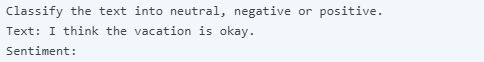 Classify the text into neutral, negative or positive.
Text: I think the vacation is okay.
Sentiment: